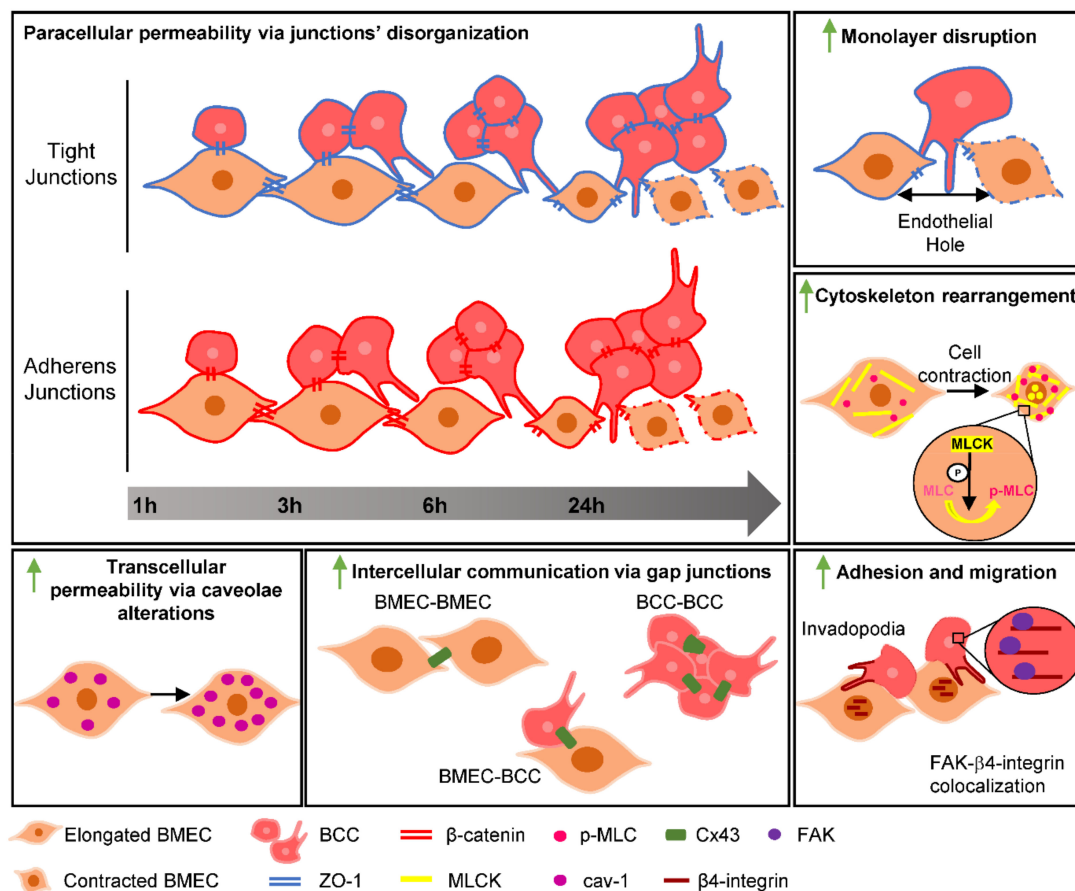 Paracellular permeability via junctions' disorganization
Tight
Junctions
Adherens
Junctions
1h 3h 6h 24h
Monolayer disruption
Endothelial
Hole
Cytoskeleton rearrangement
Cell
contraction
MLCK
P
MLC p-MLC
Transcellular
permeability via caveolae
alterations
Intercellular communication via gap junctions
BMEC-BMEC
BCC-BCC
BMEC-BCC
Adhesion and migration
Invadopodia
FAK-β4-integrin
colocalization
Elongated BMEC BCC β-catenin p-MLC Cx43 FAK
Contracted BMEC ZO-1 MLCK cav-1 β4-integrin